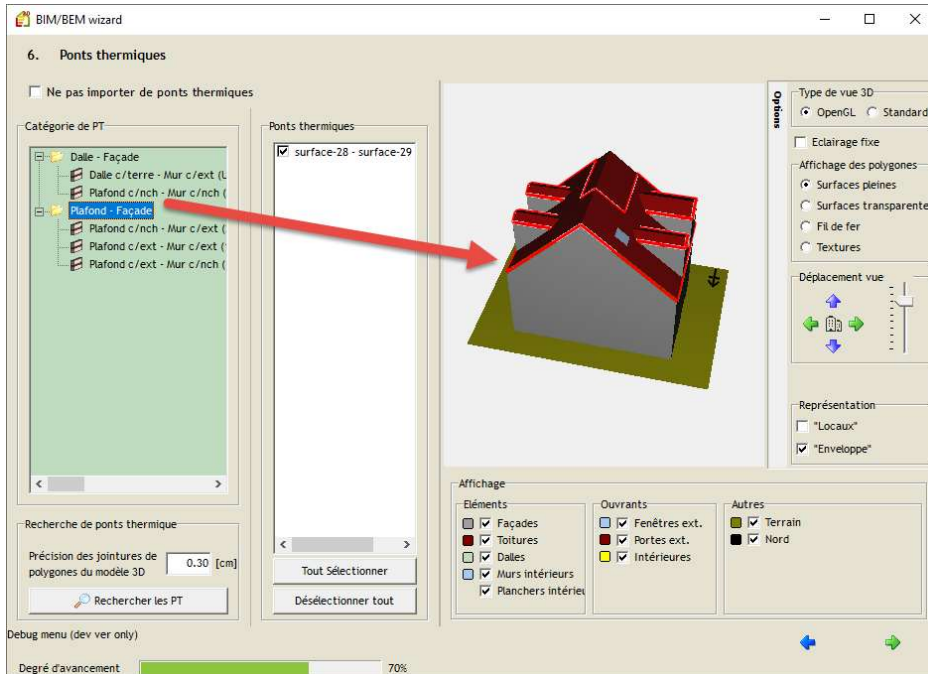 BIM/BEM wizard
6. Ponts thermiques
Ne pas importer de ponts thermiques
Catégorie de PT
Dalle - Façade
Dalle c/terre - Mur c/ext (U
Plafond c/nch - Mur c/nch (
Plafond - Façade
Plafond c/nch - Mur c/ext (
Plafond c/ext - Mur c/ext (
Plafond c/ext - Mur c/nch (
Recherche de ponts thermique
Précision des jointures de
polygones du modèle 3D
0.30 [cm]
Rechercher les PT
Ponts thermiques
surface-28 - surface-29
Tout Sélectionner
Désélectionner tout
Options
Type de vue 3D
OpenGL Standard
Eclairage fixe
Affichage des polygones
Surfaces pleines
Surfaces transparente
Fil de fer
Textures
Déplacement vue
Représentation
"Locaux"
"Enveloppe"
Affichage
Eléments
Façades
Toitures
Dalles
Murs intérieurs
Planchers intérieu
Ouvrants
Fenêtres ext.
Portes ext.
Intérieures
Autres
Terrain
Nord
Debug menu (dev ver only)
Degré d'avancement 70%